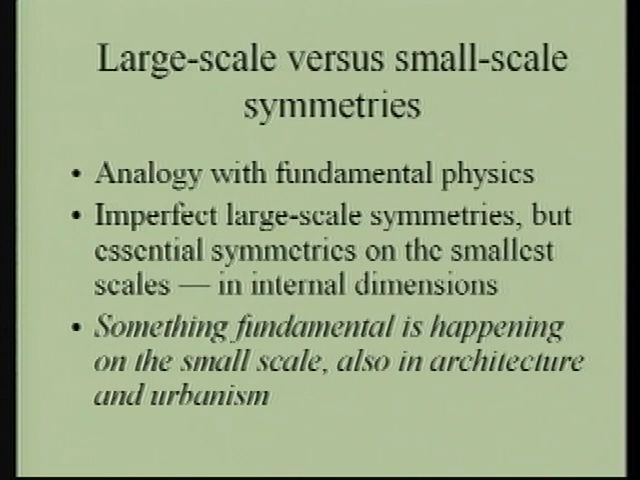 Large-scale versus small-scale
symmetries
• Analogy with fundamental physics
• Imperfect large-scale symmetries, but
essential symmetries on the smallest
scales — in internal dimensions
• Something fundamental is happening
on the small scale, also in architecture
and urbanism